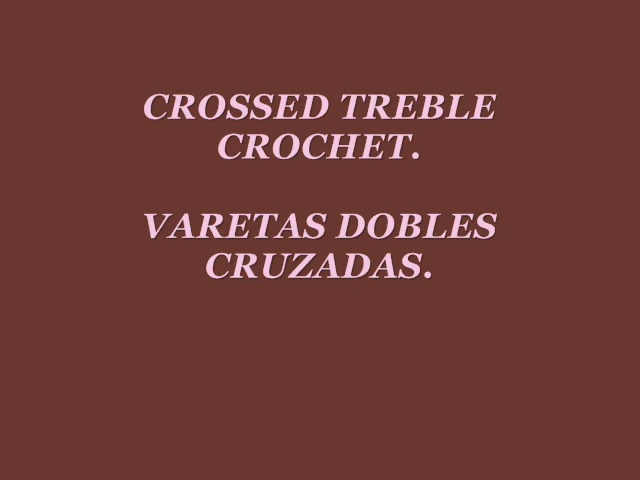 CROSSED TREBLE
CROCHET.
VARETAS DOBLES
CRUZADAS.